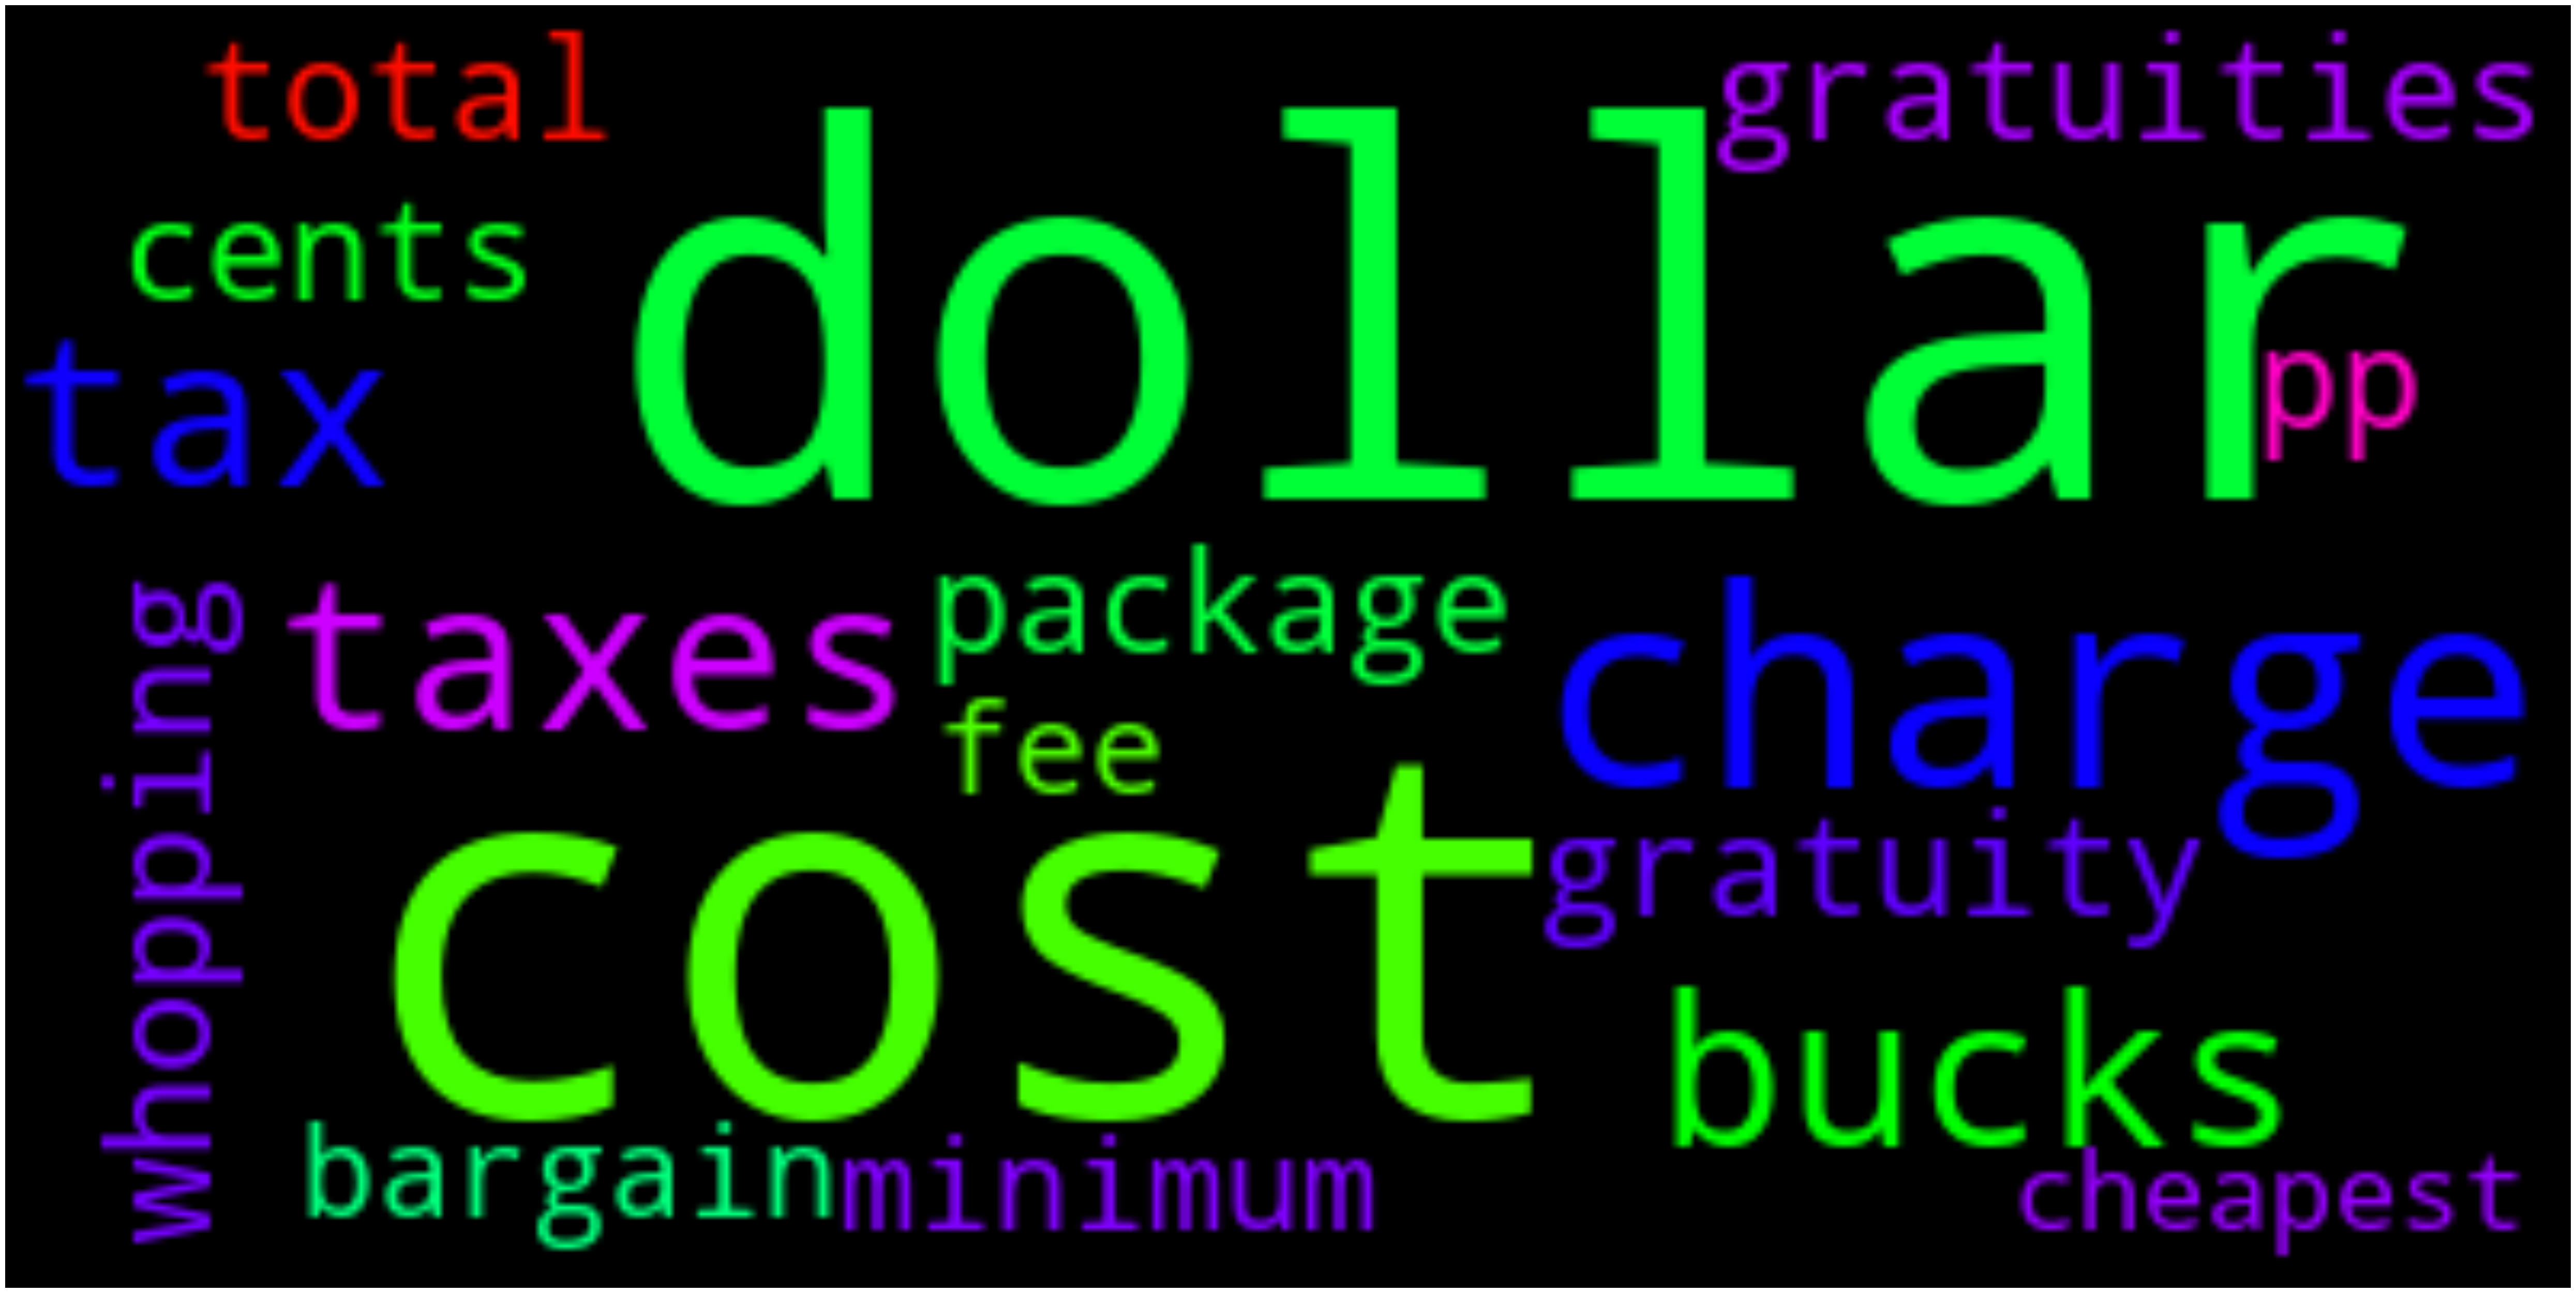 total
gratuities
dollar
cents
tax
pp
whopping
taxes
package
charge
fee
cost
gratuity
bucks
bargain
minimum
cheapest